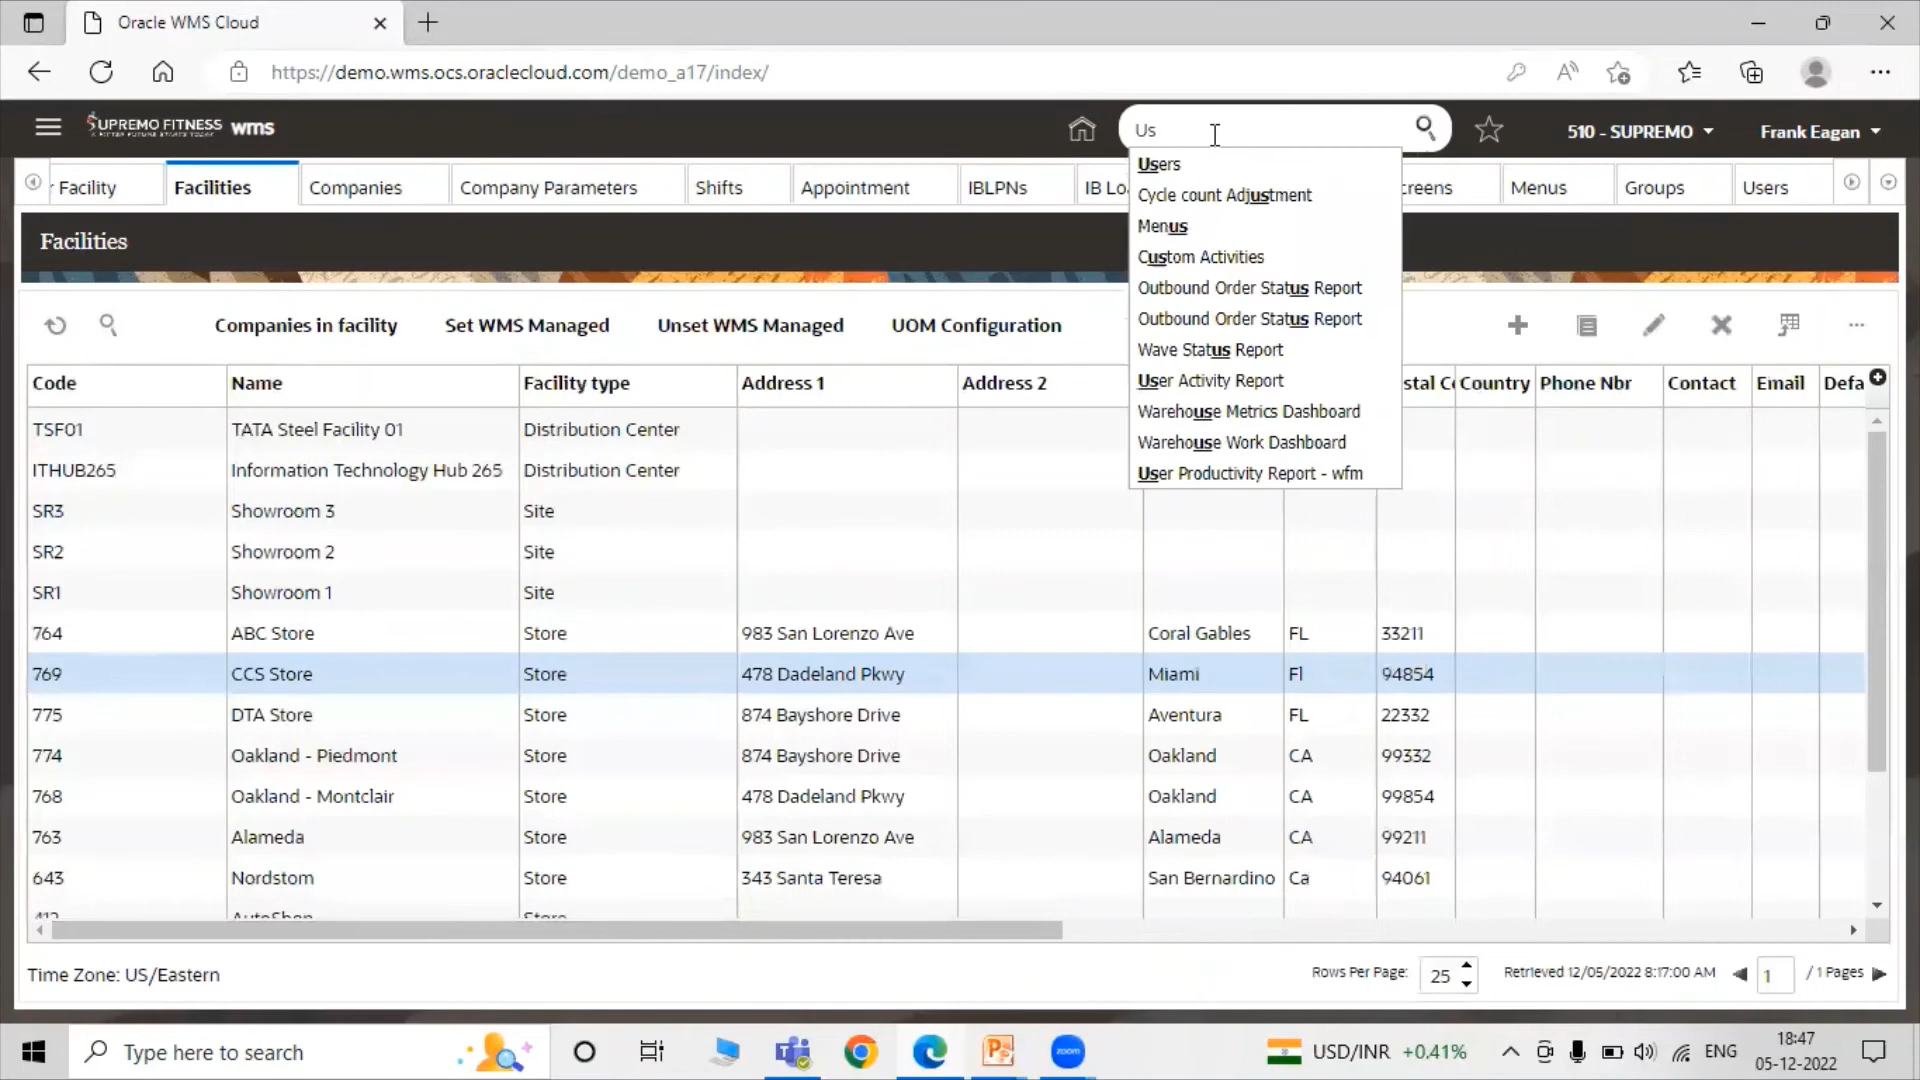 Oracle WMS Cloud
https://demo.wms.ocs.oraclecloud.com/demo_a17/index/
SUPREMO FITNESS wms
Us
510 - SUPREMO
Frank Eagan
Facility
Facilities
Companies
Company Parameters
Shifts
Appointment
IBLPNs
IB Lo
creens
Menus
Groups
Users
Users
Cycle count Adjustment
Menus
Custom Activities
Outbound Order Status Report
Outbound Order Status Report
Wave Status Report
User Activity Report
Warehouse Metrics Dashboard
Warehouse Work Dashboard
User Productivity Report - wfm
Facilities
Companies in facility Set WMS Managed Unset WMS Managed UOM Configuration
Code Name Facility type Address 1 Address 2 stal Co Country Phone Nbr Contact Email Defa
TSF01 TATA Steel Facility 01 Distribution Center
ITHUB265 Information Technology Hub 265 Distribution Center
SR3 Showroom 3 Site
SR2 Showroom 2 Site
SR1 Showroom 1 Site
764 ABC Store Store 983 San Lorenzo Ave Coral Gables FL 33211
769 CCS Store Store 478 Dadeland Pkwy Miami Fl 94854
775 DTA Store Store 874 Bayshore Drive Aventura FL 22332
774 Oakland - Piedmont Store 874 Bayshore Drive Oakland CA 99332
768 Oakland - Montclair Store 478 Dadeland Pkwy Oakland CA 99854
763 Alameda Store 983 San Lorenzo Ave Alameda CA 99211
643 Nordstom Store 343 Santa Teresa San Bernardino Ca 94061
412 AutoShop Store
Time Zone: US/Eastern
Rows Per Page: 25 Retrieved 12/05/2022 8:17:00 AM 1 / 1 Pages
Type here to search
zoom
USD/INR +0.41%
ENG
18:47
05-12-2022